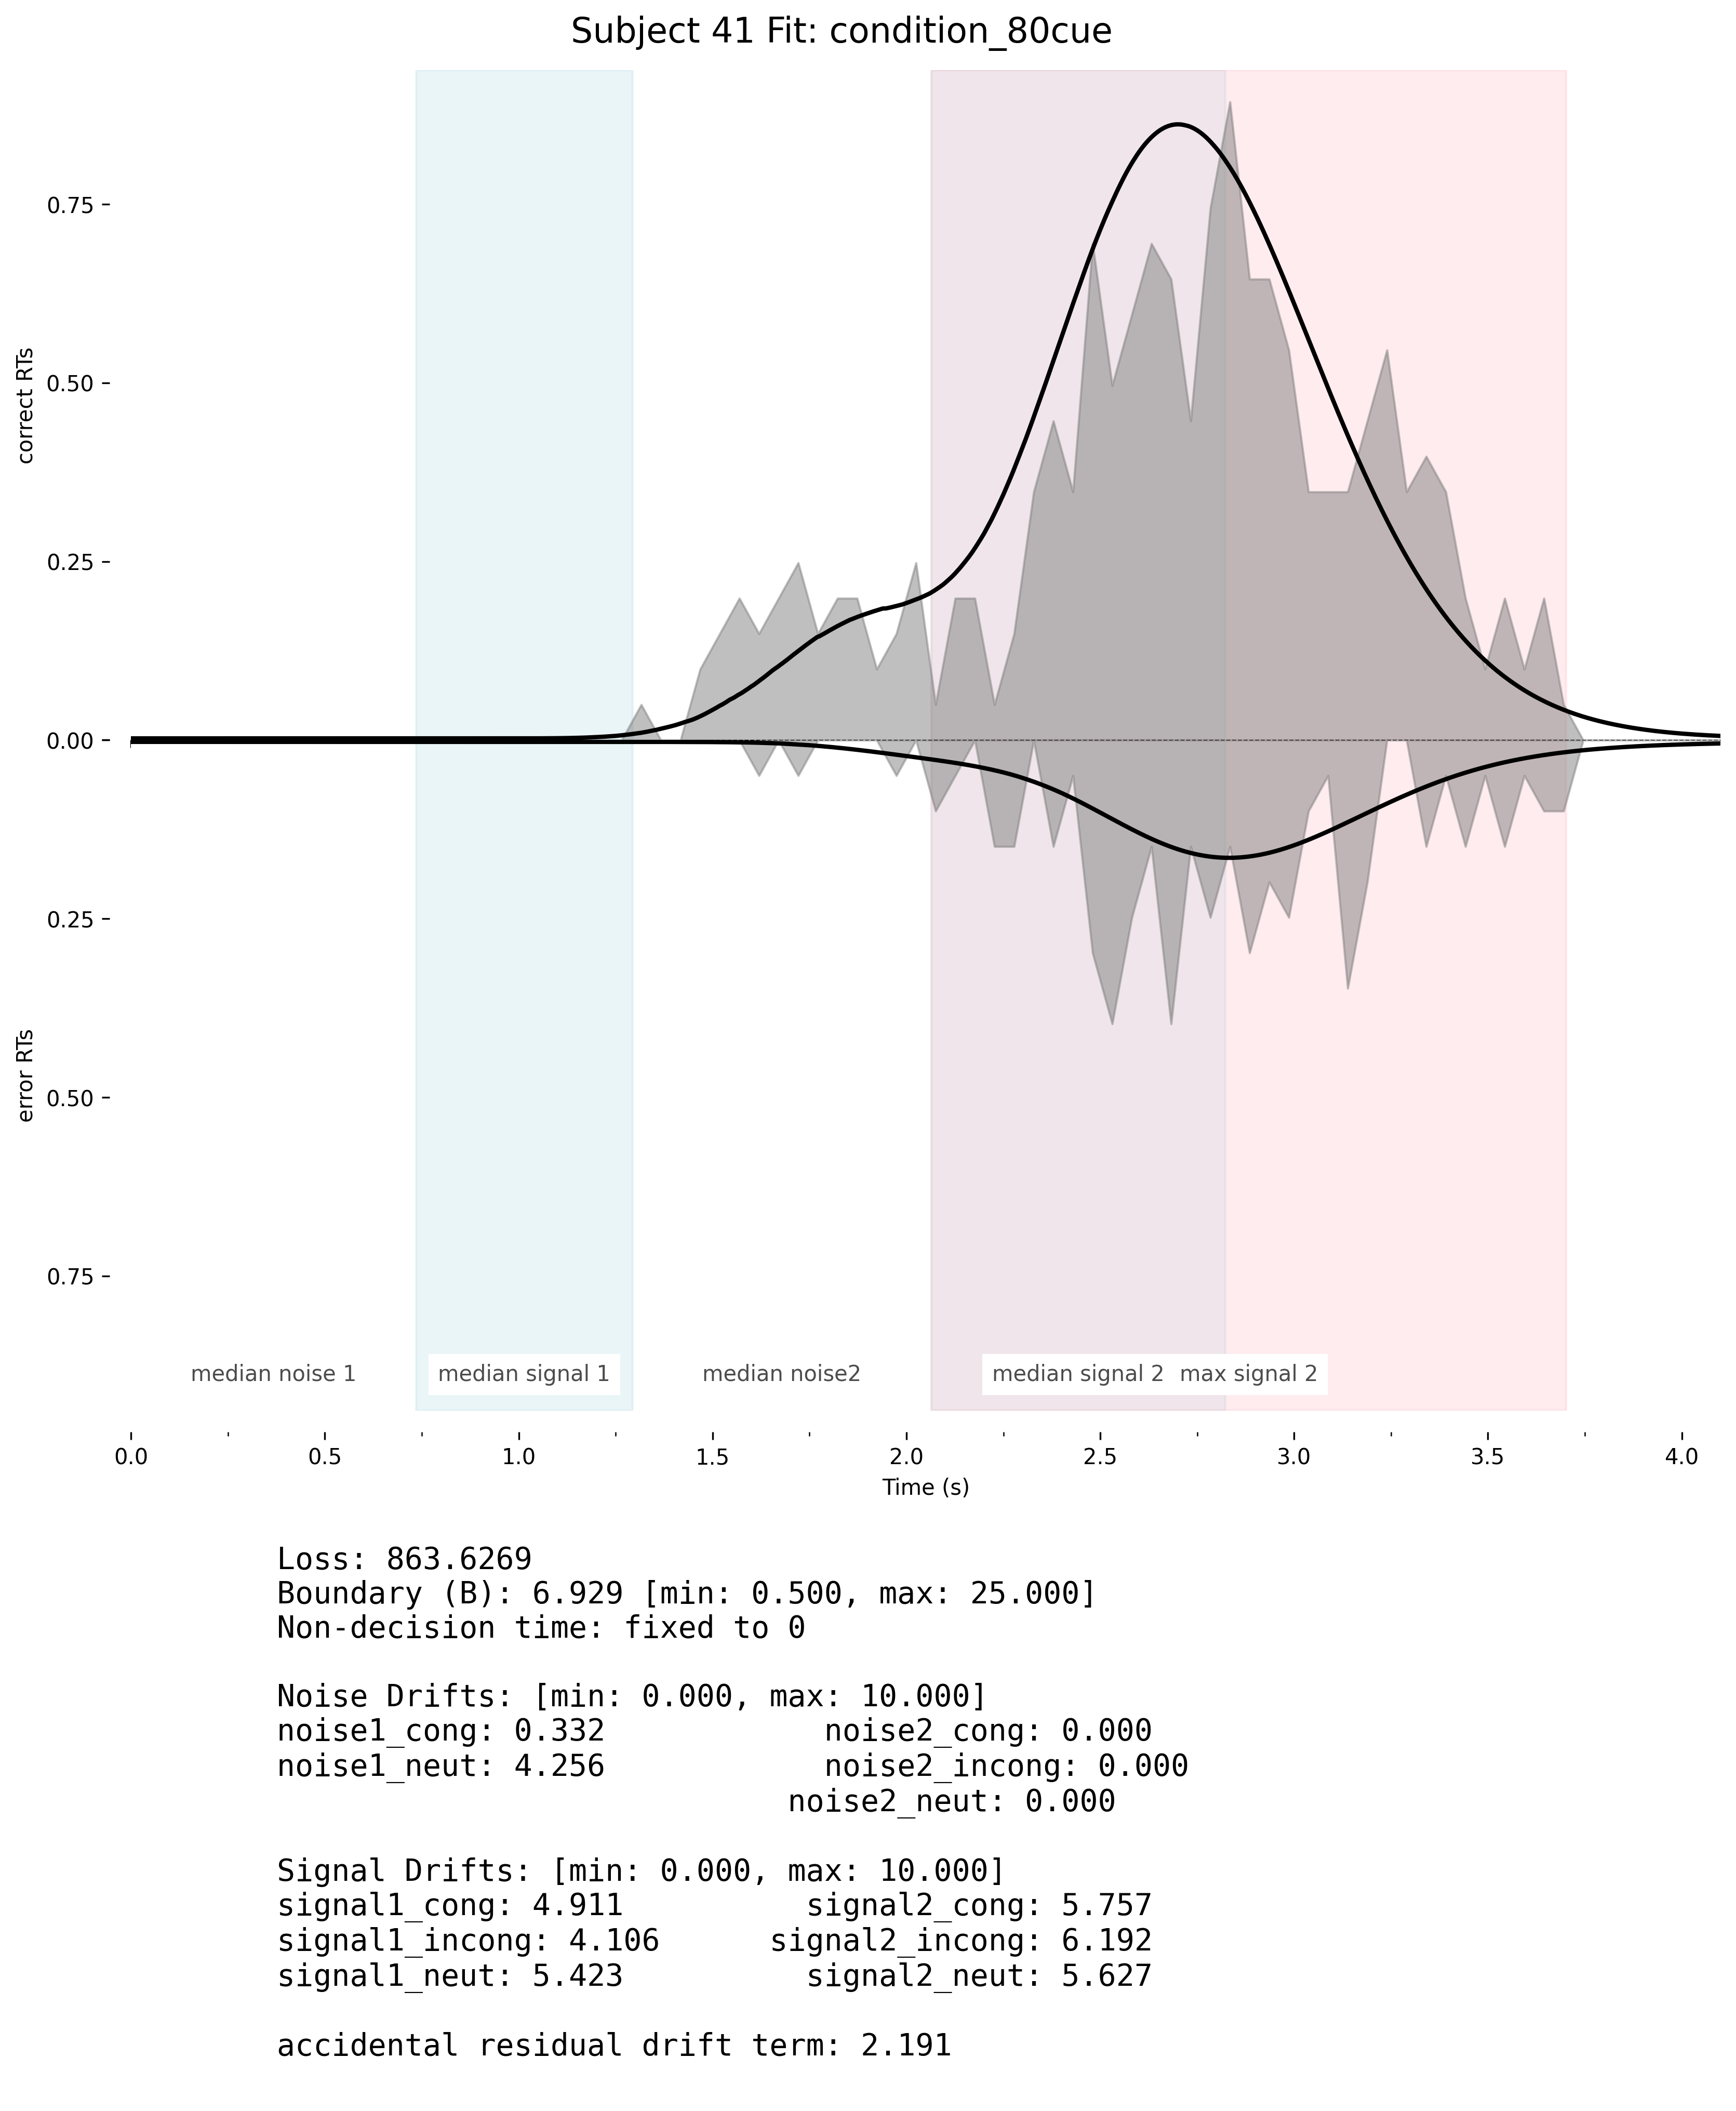 Subject 41 Fit: condition_80cue
correct RTs
error RTs
0.75
0.50
0.25
0.00
0.25
0.50
0.75
median noise 1
median signal 1
median noise2
median signal 2
max signal 2
0.0 0.5 1.0 1.5 2.0 2.5 3.0 3.5 4.0
Time (s)
Loss: 863.6269
Boundary (B): 6.929 [min: 0.500, max: 25.000]
Non-decision time: fixed to 0
Noise Drifts: [min: 0.000, max: 10.000]
noise1_cong: 0.332 noise2_cong: 0.000
noise1_neut: 4.256 noise2_incong: 0.000
noise2_neut: 0.000
Signal Drifts: [min: 0.000, max: 10.000]
signal1_cong: 4.911 signal2_cong: 5.757
signal1_incong: 4.106 signal2_incong: 6.192
signal1_neut: 5.423 signal2_neut: 5.627
accidental residual drift term: 2.191